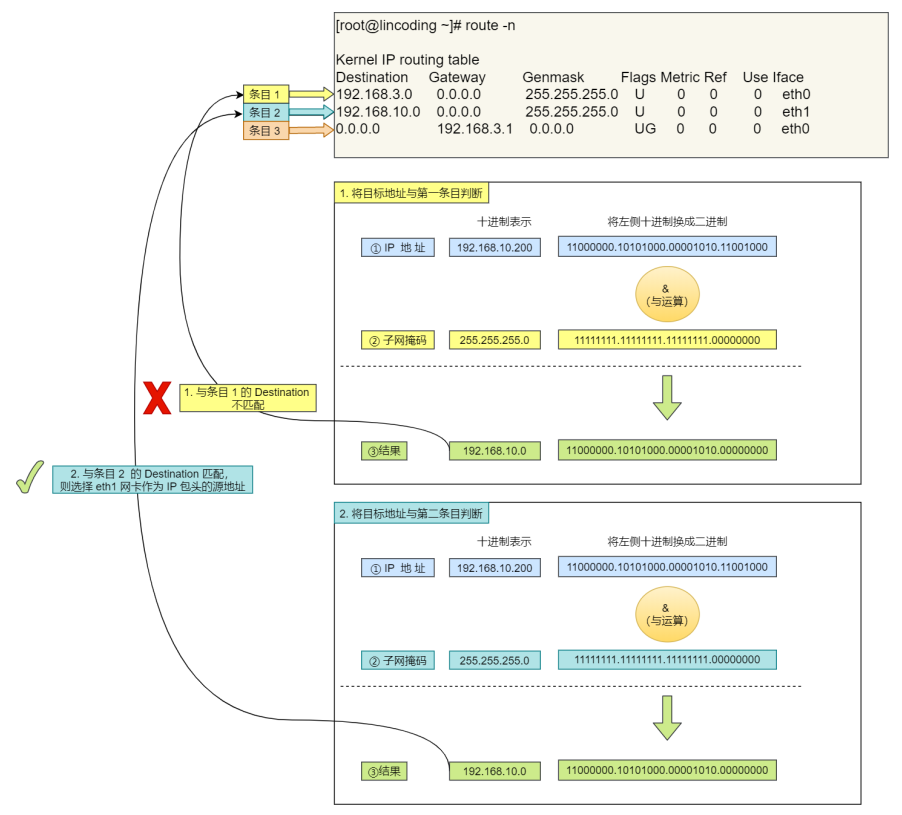 [root@lincoding ~]# route -n
Kernel IP routing table
Destination Gateway Genmask Flags Metric Ref Use Iface
条目 1
192.168.3.0 0.0.0.0 255.255.255.0 U 0 0 0 eth0
条目 2
192.168.10.0 0.0.0.0 255.255.255.0 U 0 0 0 eth1
条目 3
0.0.0.0 192.168.3.1 0.0.0.0 UG 0 0 0 eth0
1. 将目标地址与第一条目判断
十进制表示 将左侧十进制换成二进制
① IP 地 址 192.168.10.200 11000000.10101000.00001010.11001000
&
(与运算)
② 子网掩码 255.255.255.0 11111111.11111111.11111111.00000000
③结果 192.168.10.0 11000000.10101000.00001010.00000000
X
1. 与条目 1 的 Destination
不匹配
2. 与条目 2 的 Destination 匹配，
则选择 eth1 网卡作为 IP 包头的源地址
2. 将目标地址与第二条目判断
十进制表示 将左侧十进制换成二进制
① IP 地 址 192.168.10.200 11000000.10101000.00001010.11001000
&
(与运算)
② 子网掩码 255.255.255.0 11111111.11111111.11111111.00000000
③结果 192.168.10.0 11000000.10101000.00001010.00000000